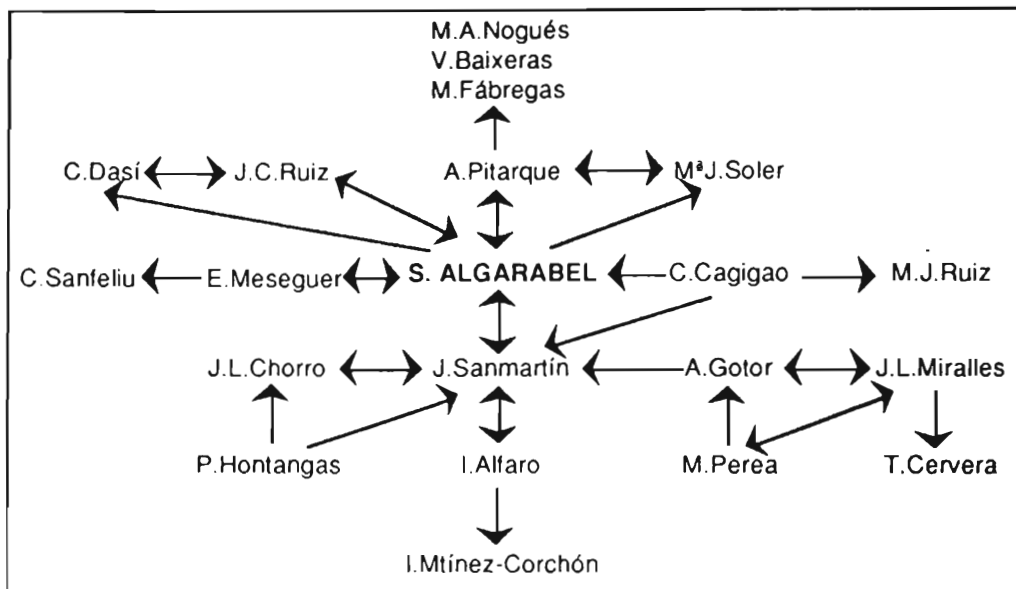 M.A.Nogués
V.Baixeras
M.Fábregas
C.Dasí J.C.Ruiz A.Pitarque MªJ.Soler
C.Sanfeliu E.Meseguer S. ALGARABEL C.Cagigao M.J.Ruiz
J.L.Chorro J.Sanmartín A.Gotor J.L.Miralles
P.Hontangas I.Alfaro M.Perea T.Cervera
I.Mtínez-Corchón